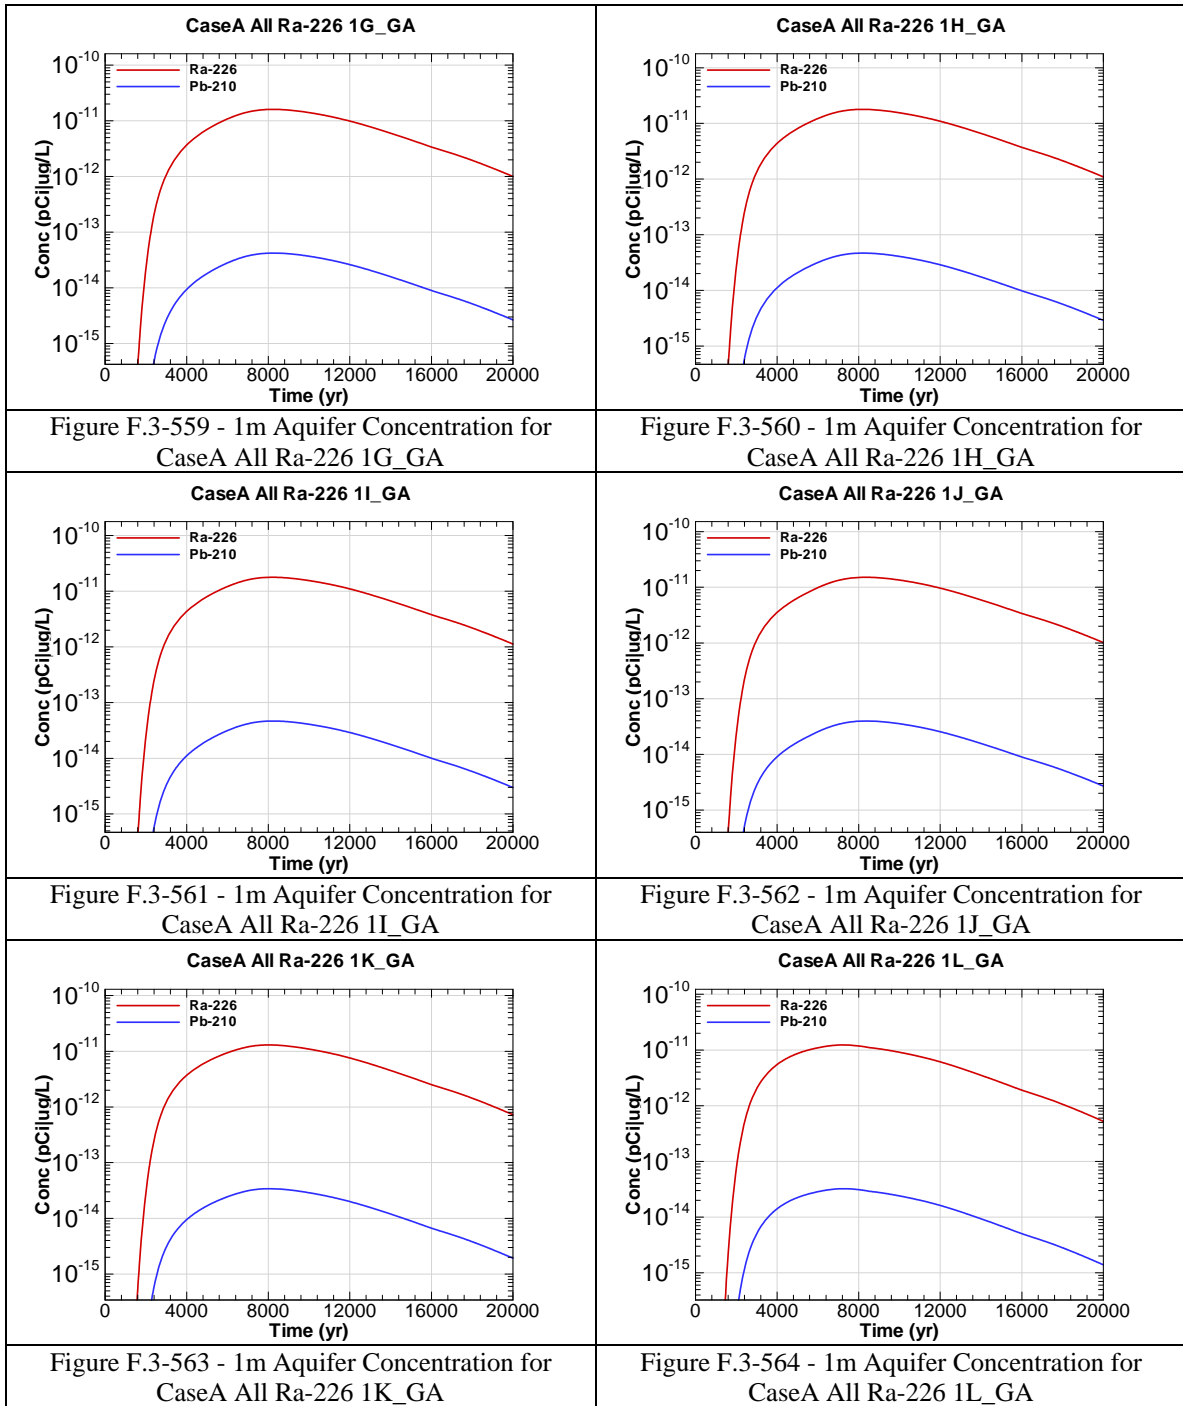 CaseA All Ra-226 1G_GA
Conc (pCi|ug/L)
10^-10
10^-11
10^-12
10^-13
10^-14
10^-15
Ra-226
Pb-210
0 4000 8000 12000 16000 20000
Time (yr)
Figure F.3-559 - 1m Aquifer Concentration for
CaseA All Ra-226 1G_GA
CaseA All Ra-226 1H_GA
Conc (pCi|ug/L)
10^-10
10^-11
10^-12
10^-13
10^-14
10^-15
Ra-226
Pb-210
0 4000 8000 12000 16000 20000
Time (yr)
Figure F.3-560 - 1m Aquifer Concentration for
CaseA All Ra-226 1H_GA
CaseA All Ra-226 1I_GA
Conc (pCi|ug/L)
10^-10
10^-11
10^-12
10^-13
10^-14
10^-15
Ra-226
Pb-210
0 4000 8000 12000 16000 20000
Time (yr)
Figure F.3-561 - 1m Aquifer Concentration for
CaseA All Ra-226 1I_GA
CaseA All Ra-226 1J_GA
Conc (pCi|ug/L)
10^-10
10^-11
10^-12
10^-13
10^-14
10^-15
Ra-226
Pb-210
0 4000 8000 12000 16000 20000
Time (yr)
Figure F.3-562 - 1m Aquifer Concentration for
CaseA All Ra-226 1J_GA
CaseA All Ra-226 1K_GA
Conc (pCi|ug/L)
10^-10
10^-11
10^-12
10^-13
10^-14
10^-15
Ra-226
Pb-210
0 4000 8000 12000 16000 20000
Time (yr)
Figure F.3-563 - 1m Aquifer Concentration for
CaseA All Ra-226 1K_GA
CaseA All Ra-226 1L_GA
Conc (pCi|ug/L)
10^-10
10^-11
10^-12
10^-13
10^-14
10^-15
Ra-226
Pb-210
0 4000 8000 12000 16000 20000
Time (yr)
Figure F.3-564 - 1m Aquifer Concentration for
CaseA All Ra-226 1L_GA